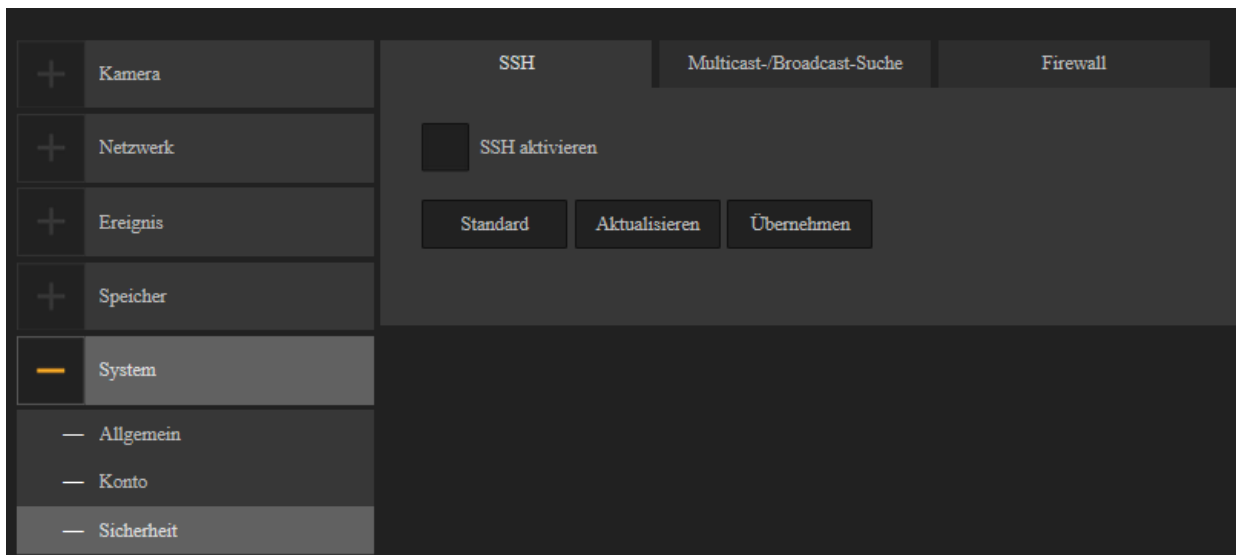 Kamera
Netzwerk
Ereignis
Speicher
System
Allgemein
Konto
Sicherheit
SSH
Multicast-/Broadcast-Suche
Firewall
SSH aktivieren
Standard
Aktualisieren
Übernehmen